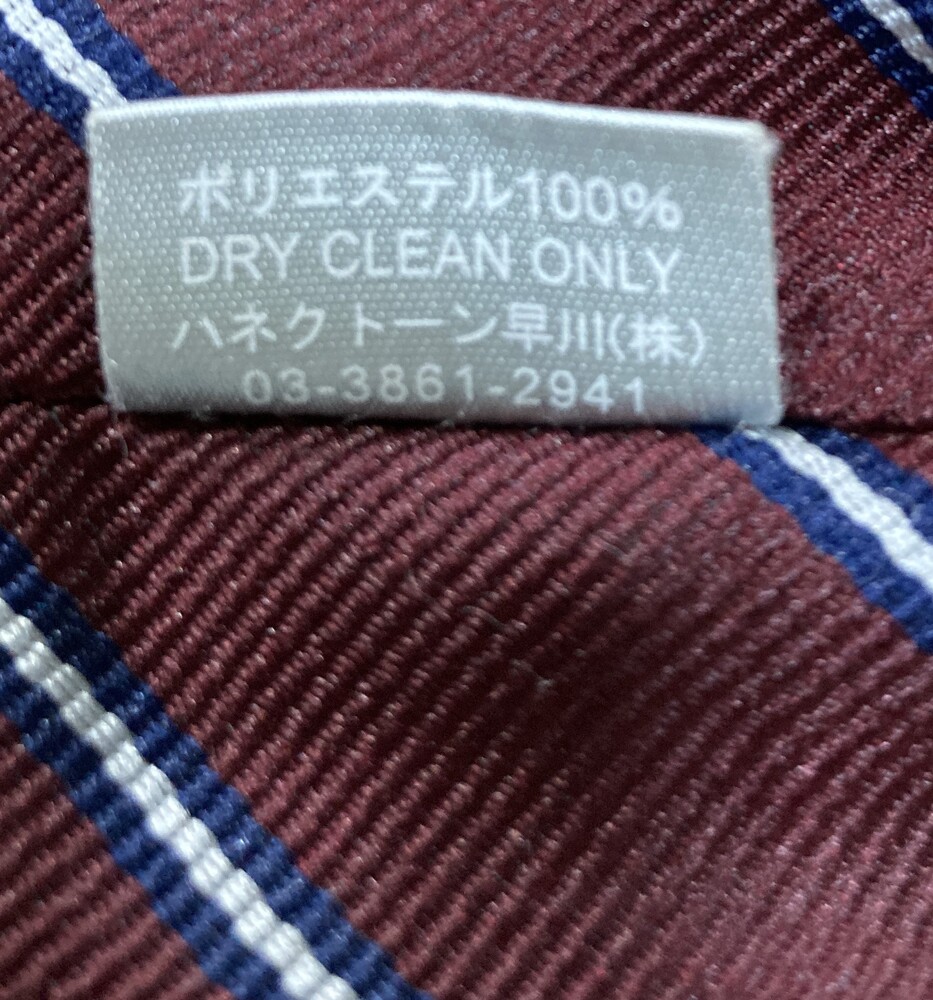 ポリエステル100%
DRY CLEAN ONLY
ハネクトーン早川(株)
03-3861-2941